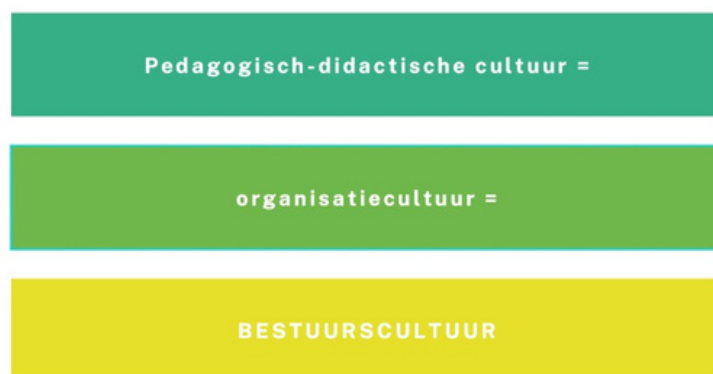 Pedagogisch-didactische cultuur =
organisatiecultuur =
BESTUURSCULTUUR